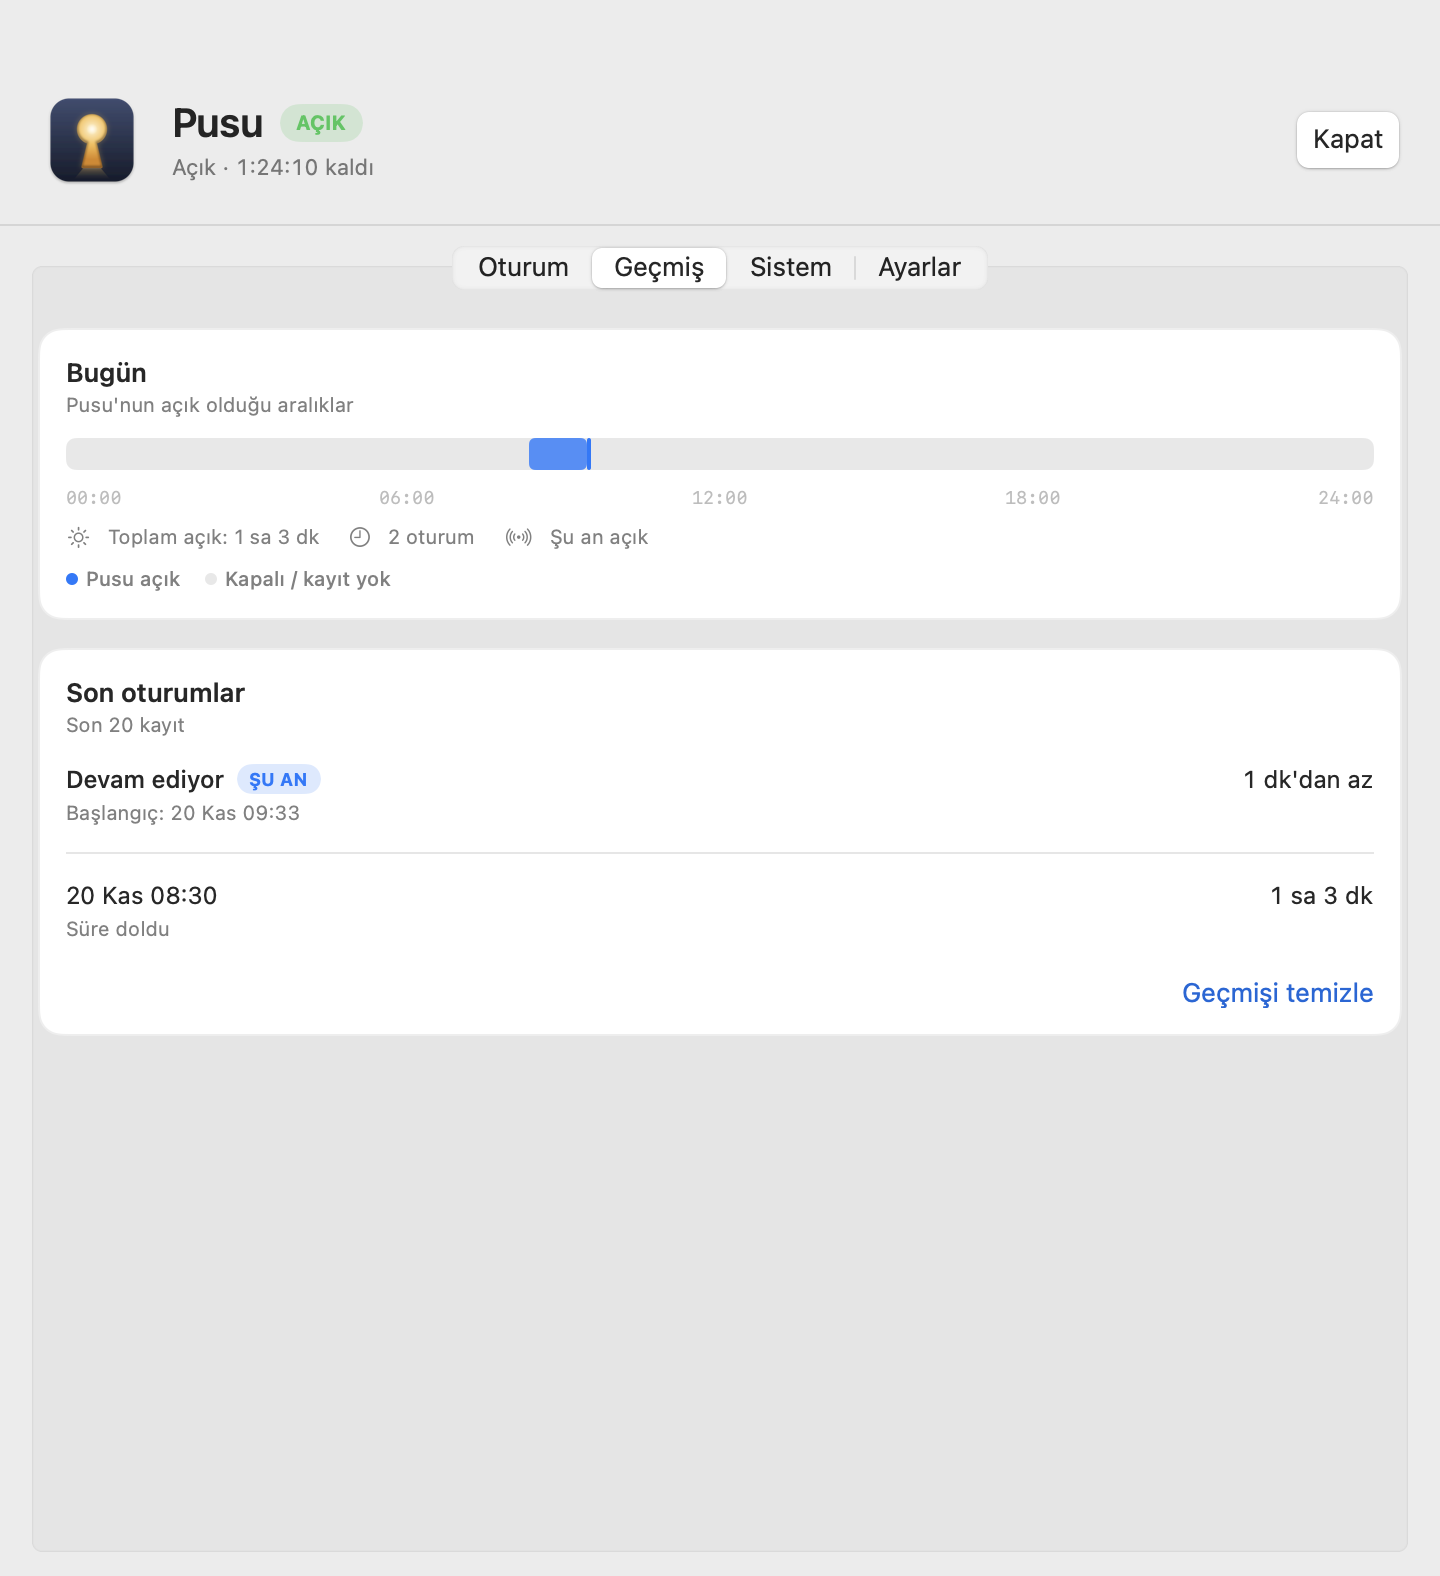 Pusu AÇIK
Açık · 1:24:10 kaldı
Kapat
Oturum Geçmiş Sistem Ayarlar
Bugün
Pusu'nun açık olduğu aralıklar
00:00 06:00 12:00 18:00 24:00
Toplam açık: 1 sa 3 dk 2 oturum Şu an açık
Pusu açık Kapalı / kayıt yok
Son oturumlar
Son 20 kayıt
Devam ediyor ŞU AN 1 dk'dan az
Başlangıç: 20 Kas 09:33
20 Kas 08:30 1 sa 3 dk
Süre doldu
Geçmişi temizle